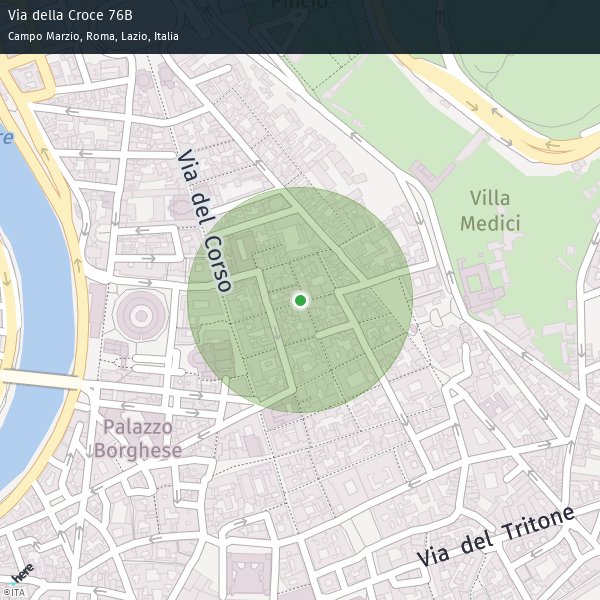 Via della Croce 76B
Campo Marzio, Roma, Lazio, Italia
Pincio
re
Via del Corso
Villa
Medici
Palazzo
Borghese
Via del Tritone
here
©ITA